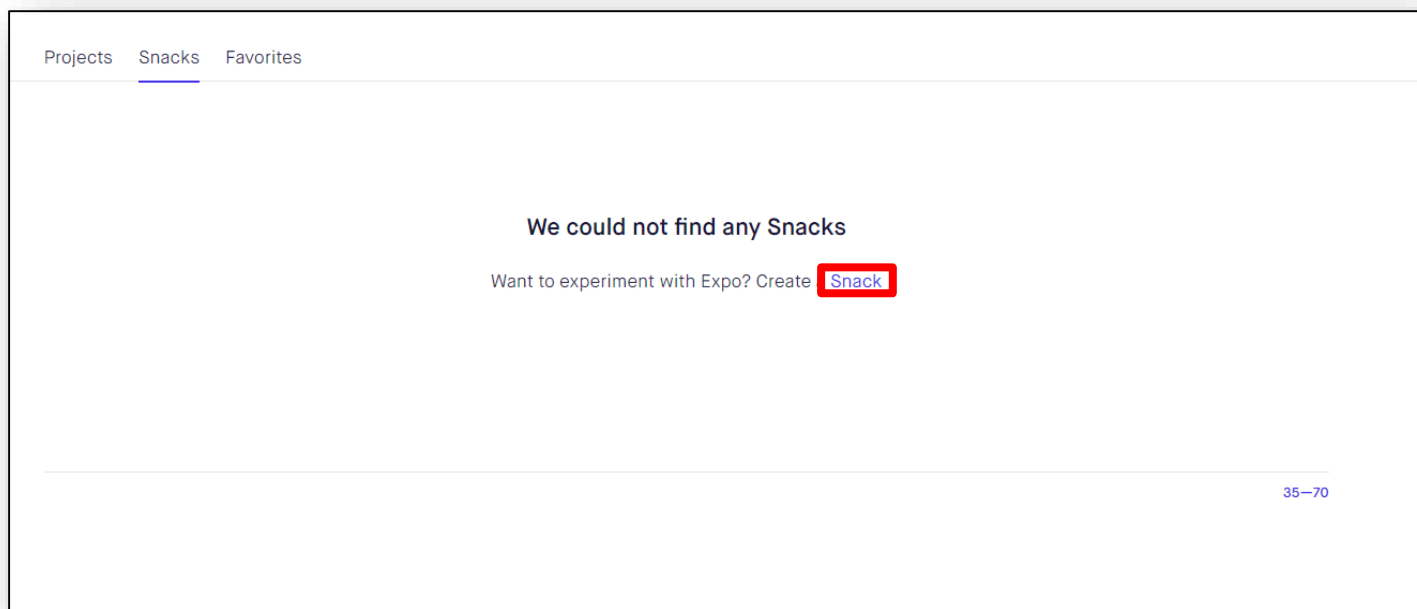 Projects Snacks Favorites
We could not find any Snacks
Want to experiment with Expo? Create Snack
35—70